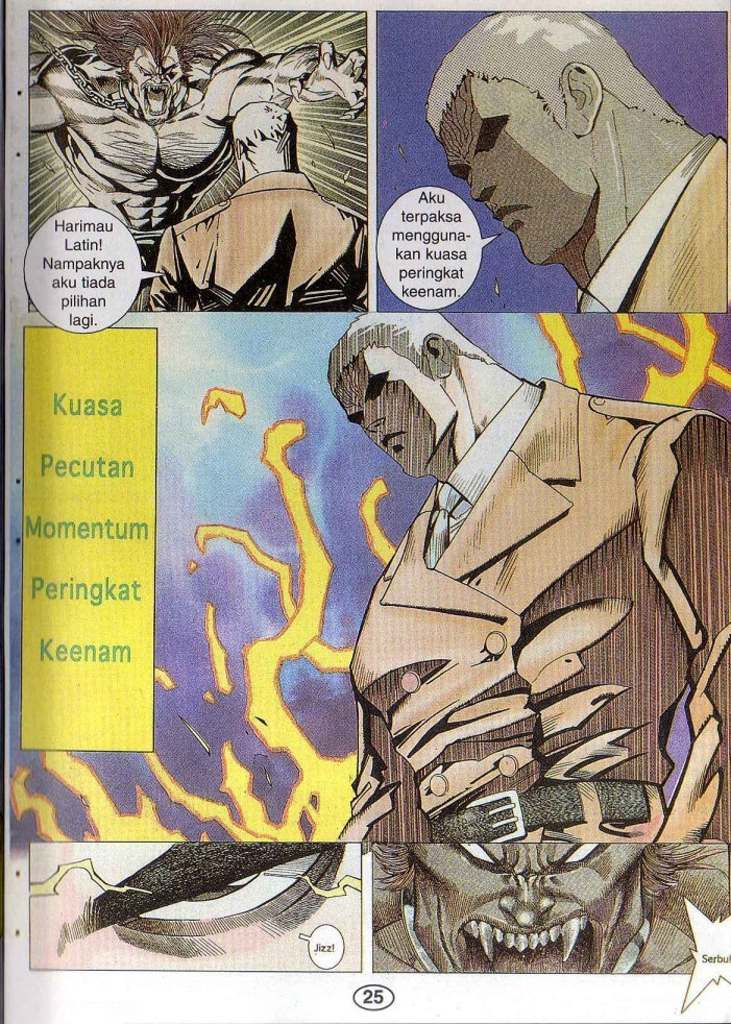 Harimau
Latin!
Nampaknya
aku tiada
pilihan
lagi.
Aku
terpaksa
mengguna-
kan kuasa
peringkat
keenam.
Kuasa
Pecutan
Momentum
Peringkat
Keenam
Jizz!
Serbu!
25